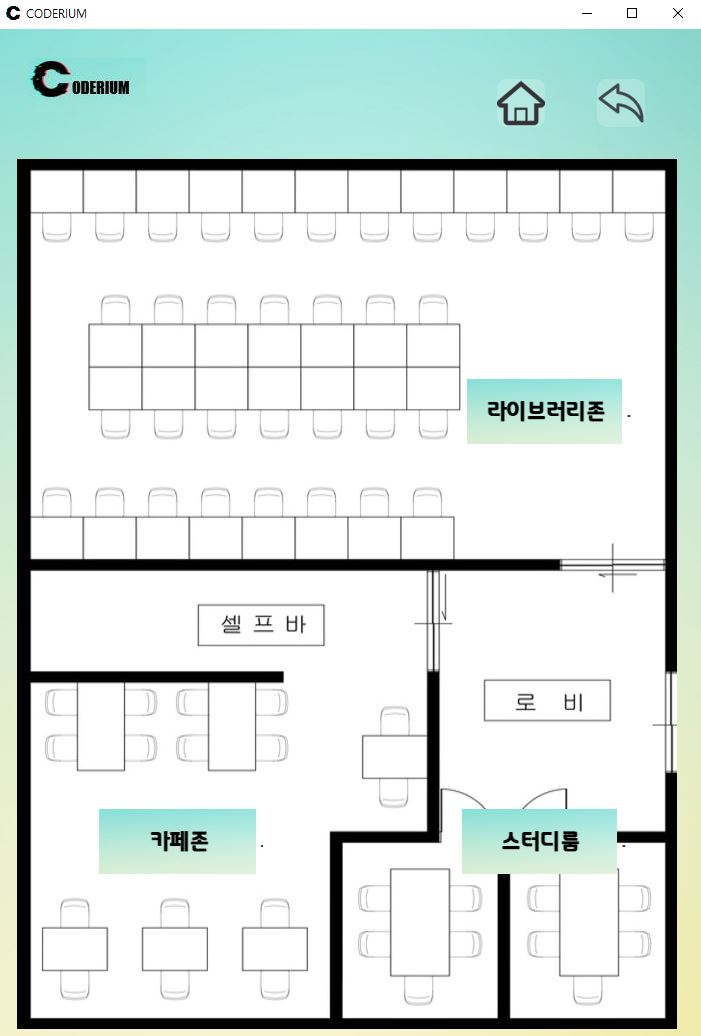 CODERIUM
CODERIUM
라이브러리존 .
셀 프 바
로 비
카페존 .
스터디룸 .